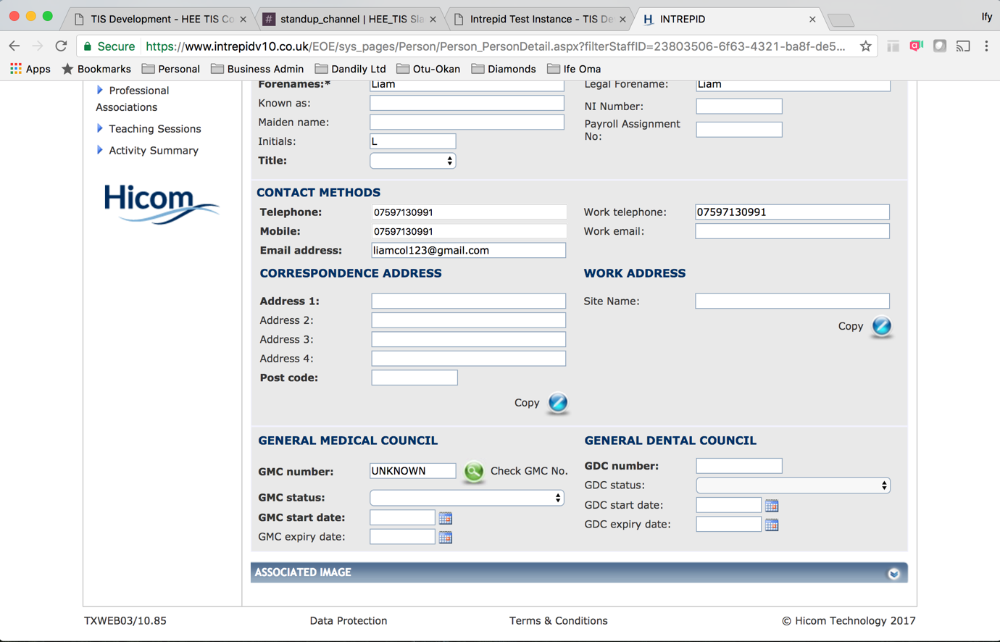 TIS Development - HEE TIS Co
standup_channel | HEE_TIS Sla
Intrepid Test Instance - TIS De
INTREPID
Ify
Secure https://www.intrepidv10.co.uk/EOE/sys_pages/Person/Person_PersonDetail.aspx?filterStaffID=23803506-6f63-4321-ba8f-de5...
Apps Bookmarks Personal Business Admin Dandily Ltd Otu-Okan Diamonds Ife Oma
Professional
Associations
Teaching Sessions
Activity Summary
Hicom
Forenames:* Liam
Legal Forename: Liam
Known as:
NI Number:
Maiden name:
Payroll Assignment
No:
Initials: L
Title:
CONTACT METHODS
Telephone: 07597130991
Work telephone: 07597130991
Mobile: 07597130991
Work email:
Email address: liamcol123@gmail.com
CORRESPONDENCE ADDRESS
WORK ADDRESS
Address 1:
Site Name:
Address 2:
Copy
Address 3:
Address 4:
Post code:
Copy
GENERAL MEDICAL COUNCIL
GMC number: UNKNOWN Check GMC No.
GMC status:
GMC start date:
GMC expiry date:
GENERAL DENTAL COUNCIL
GDC number:
GDC status:
GDC start date:
GDC expiry date:
ASSOCIATED IMAGE
TXWEB03/10.85
Data Protection
Terms & Conditions
© Hicom Technology 2017